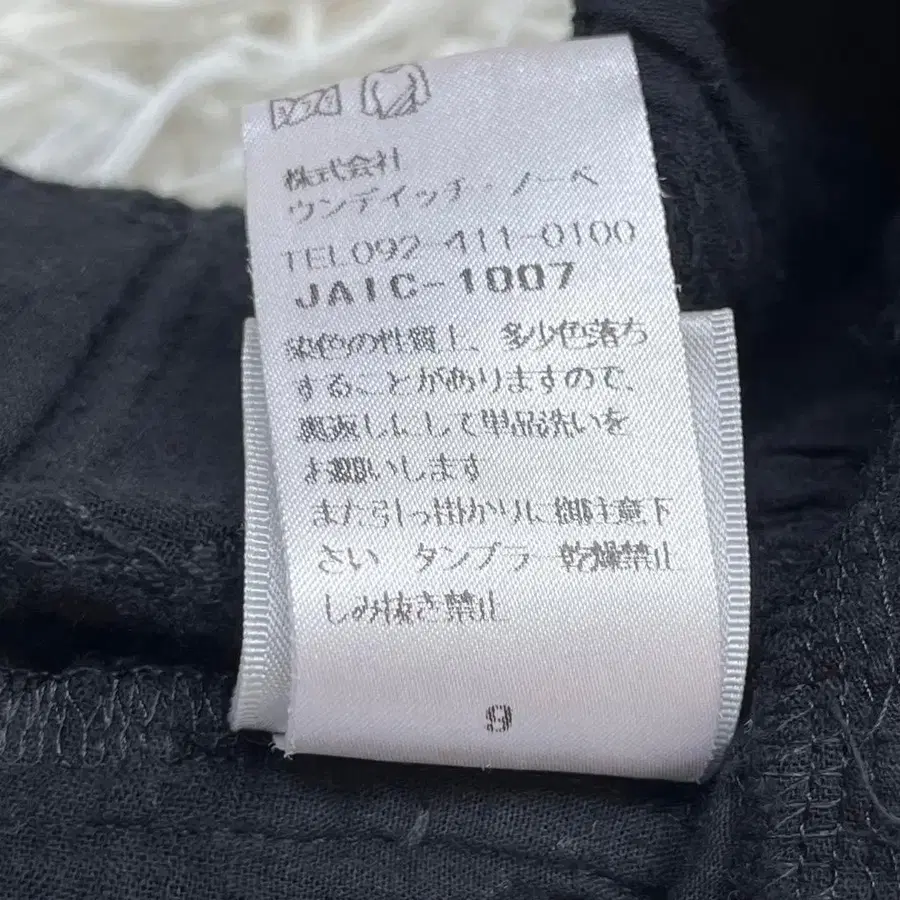 株式会社
ウンデイッチ・ノーベ
TEL092-411-0100
JAIC-1007
染色の性質上、多少色落ち
することがありますので、
裏返しにして単品洗いを
お願いします
また引っ掛かりに御注意下
さい タンブラー乾燥禁止
しみ抜き禁止
9